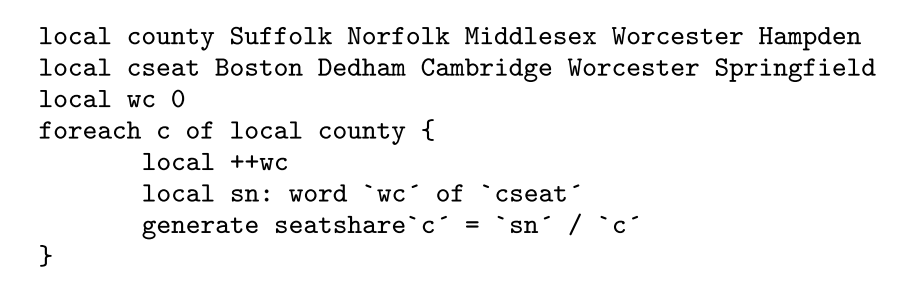 local county Suffolk Norfolk Middlesex Worcester Hampden
local cseat Boston Dedham Cambridge Worcester Springfield
local wc 0
foreach c of local county {
        local ++wc
        local sn: word `wc´ of `cseat´
        generate seatshare`c´ = `sn´ / `c´
}